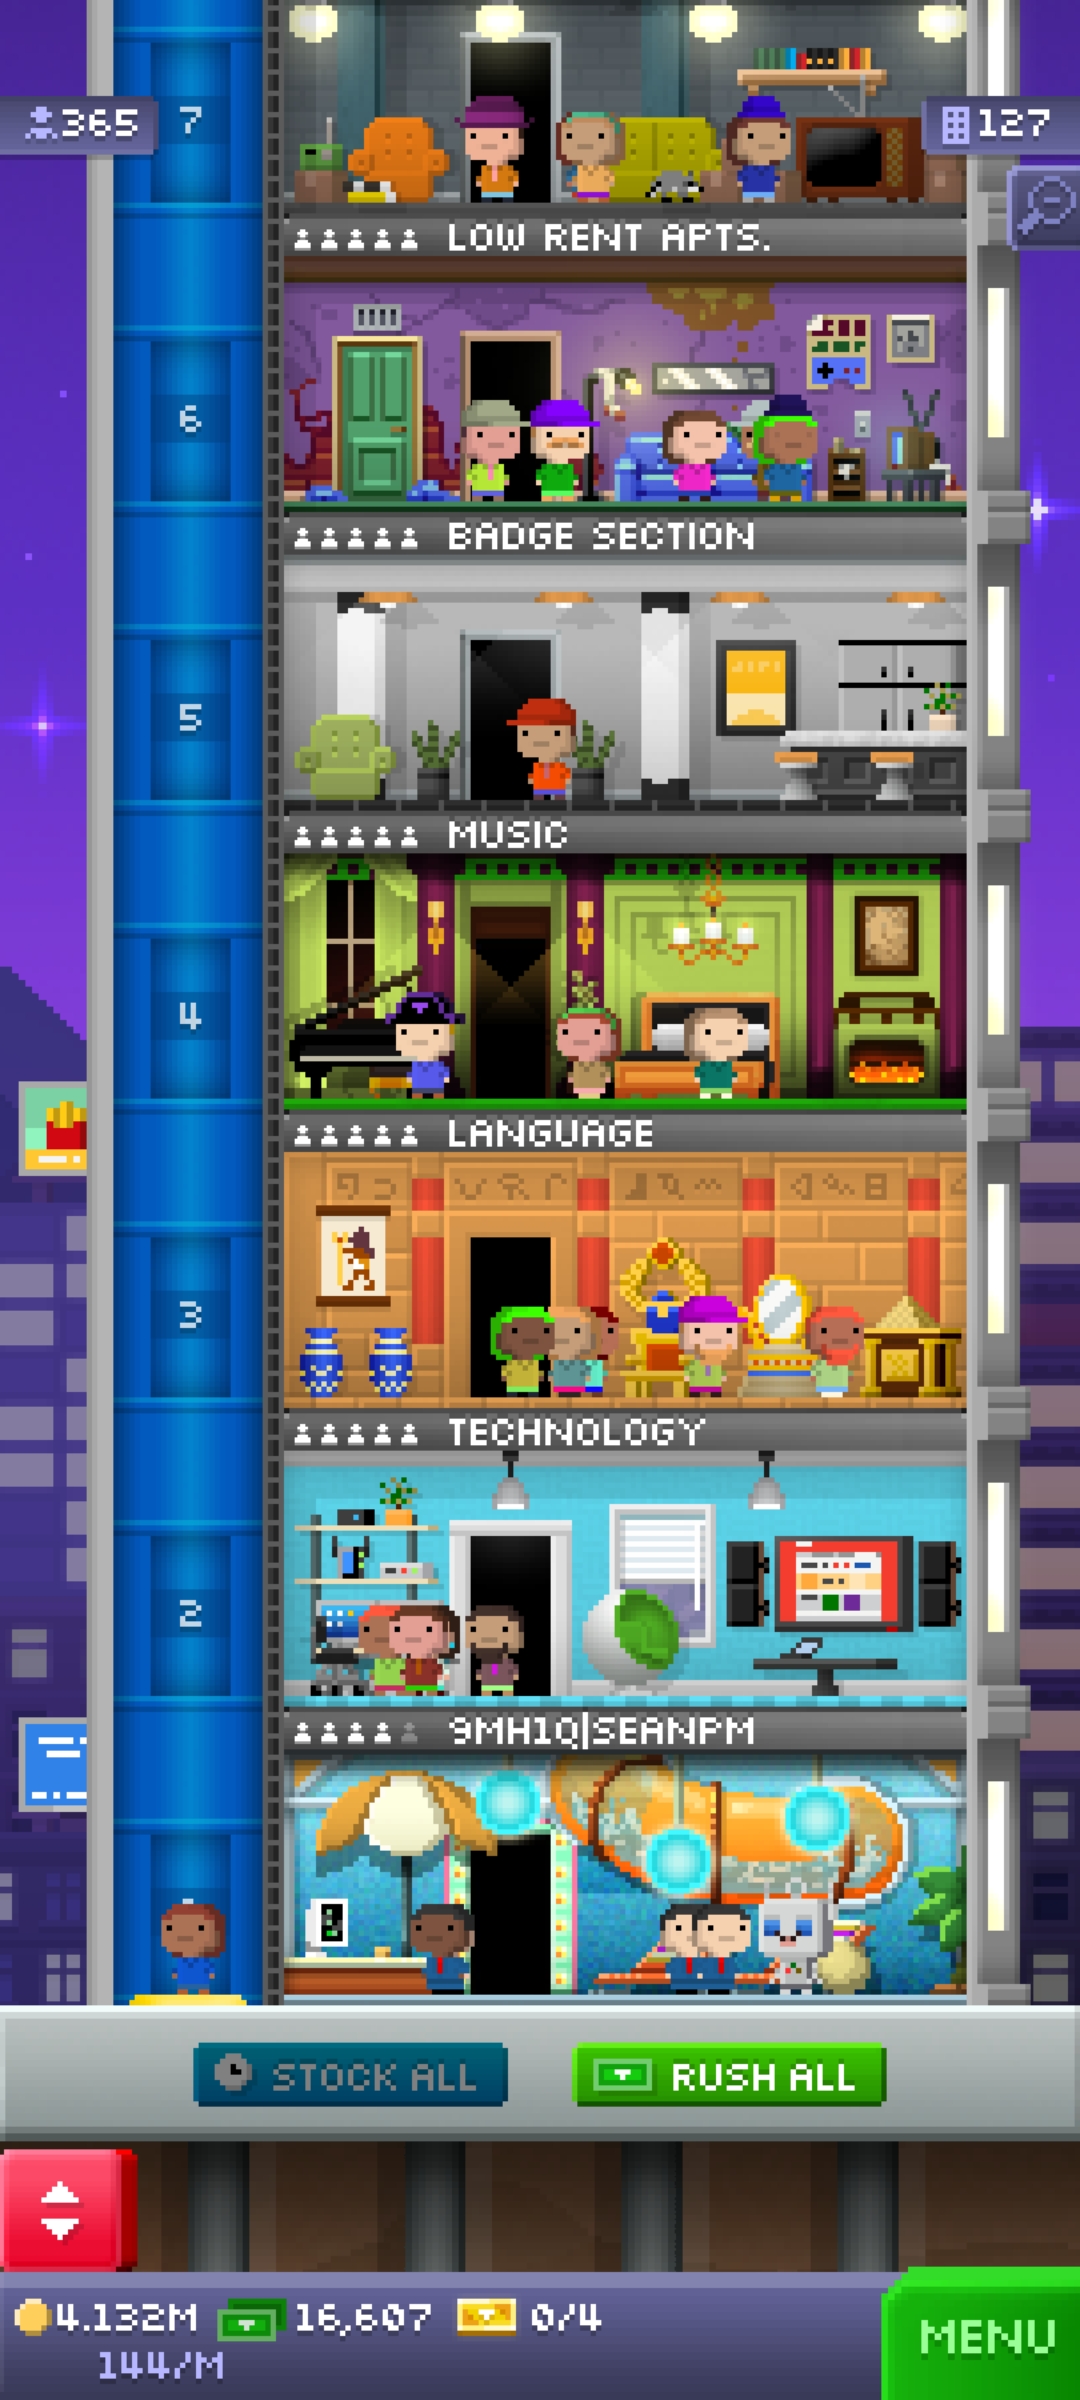 365
7
127
LOW RENT APTS.
6
BADGE SECTION
5
MUSIC
4
LANGUAGE
3
TECHNOLOGY
2
9MH1Q|SEANPM
STOCK ALL
RUSH ALL
4.132M
16,607
0/4
144/M
MENU